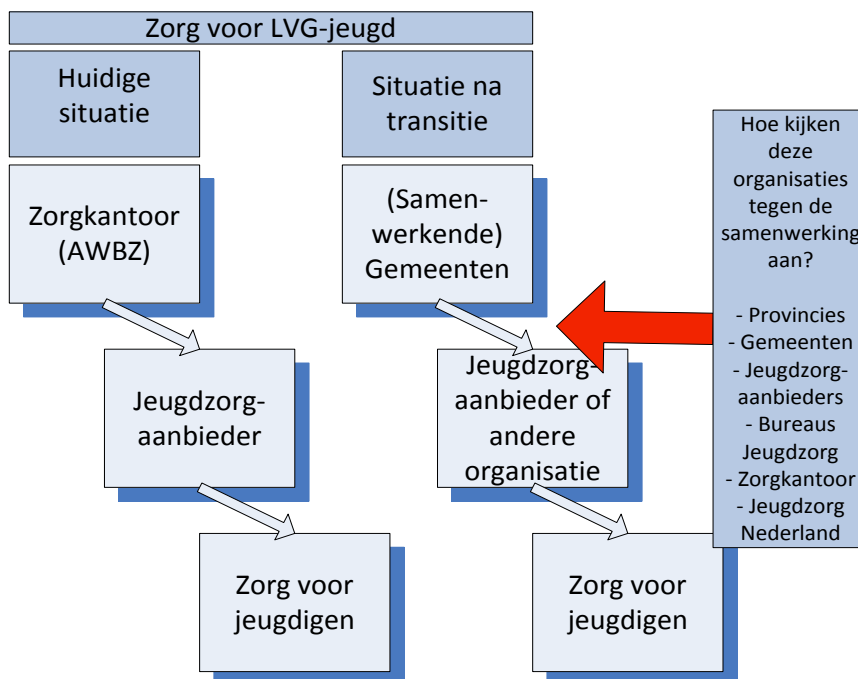 Zorg voor LVG-jeugd
Huidige
situatie
Situatie na
transitie
Zorgkantoor
(AWBZ)
(Samen-
werkende)
Gemeenten
Jeugdzorg-
aanbieder
Jeugdzorg-
aanbieder of
andere
organisatie
Zorg voor
jeugdigen
Zorg voor
jeugdigen
Hoe kijken
deze
organisaties
tegen de
samenwerking
aan?
- Provincies
- Gemeenten
- Jeugdzorg-
aanbieders
- Bureaus
Jeugdzorg
- Zorgkantoor
- Jeugdzorg
Nederland